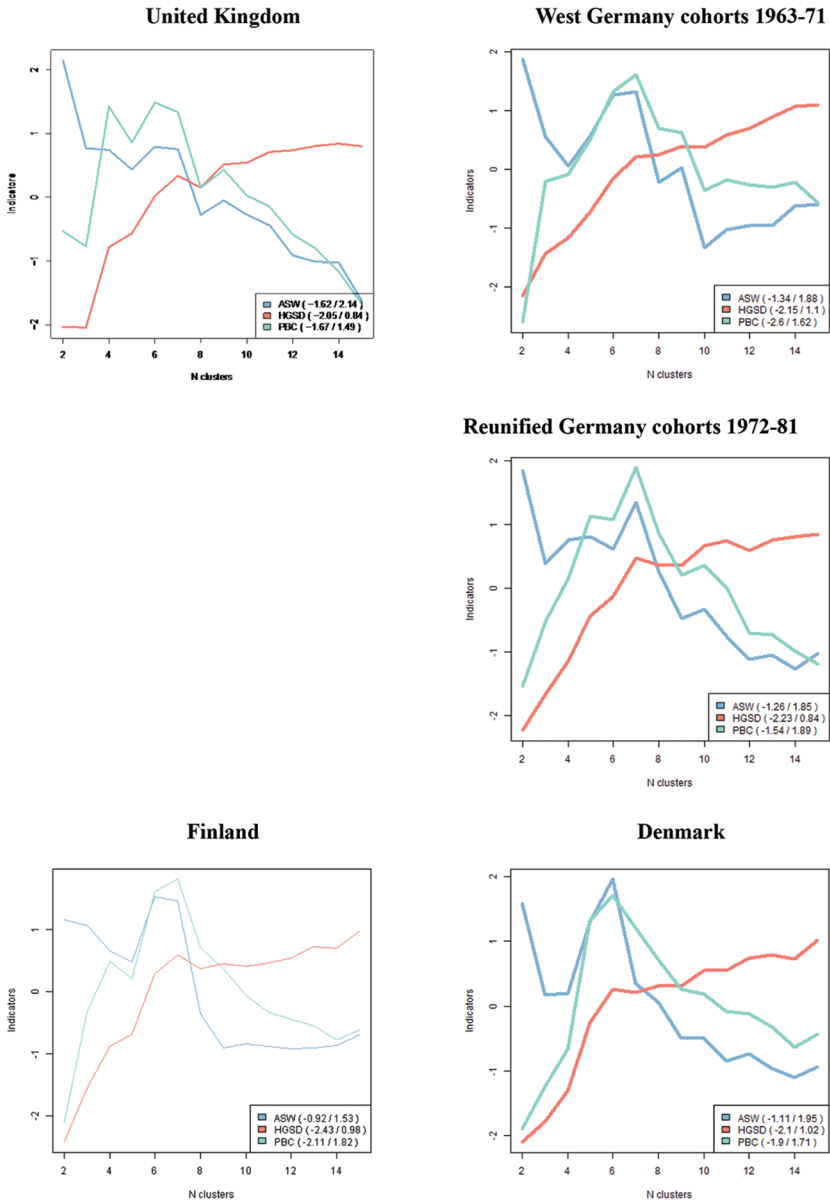 United Kingdom
Indicators
2
1
0
-1
-2
ASW ( −1.62 / 2.14 )
HGSD ( −2.05 / 0.84 )
PBC ( −1.67 / 1.49 )
2 4 6 8 10 12 14
N clusters
West Germany cohorts 1963-71
Indicators
2
1
0
-1
-2
ASW ( -1.34 / 1.88 )
HGSD ( -2.15 / 1.1 )
PBC ( -2.6 / 1.62 )
2 4 6 8 10 12 14
N clusters
Reunified Germany cohorts 1972-81
Indicators
2
1
0
-1
-2
ASW ( -1.26 / 1.85 )
HGSD ( -2.23 / 0.84 )
PBC ( -1.54 / 1.89 )
2 4 6 8 10 12 14
N clusters
Finland
Indicators
1
0
-1
-2
ASW ( -0.92 / 1.53 )
HGSD ( -2.43 / 0.98 )
PBC ( -2.11 / 1.82 )
2 4 6 8 10 12 14
N clusters
Denmark
Indicators
2
1
0
-1
-2
ASW ( -1.11 / 1.95 )
HGSD ( -2.1 / 1.02 )
PBC ( -1.9 / 1.71 )
2 4 6 8 10 12 14
N clusters